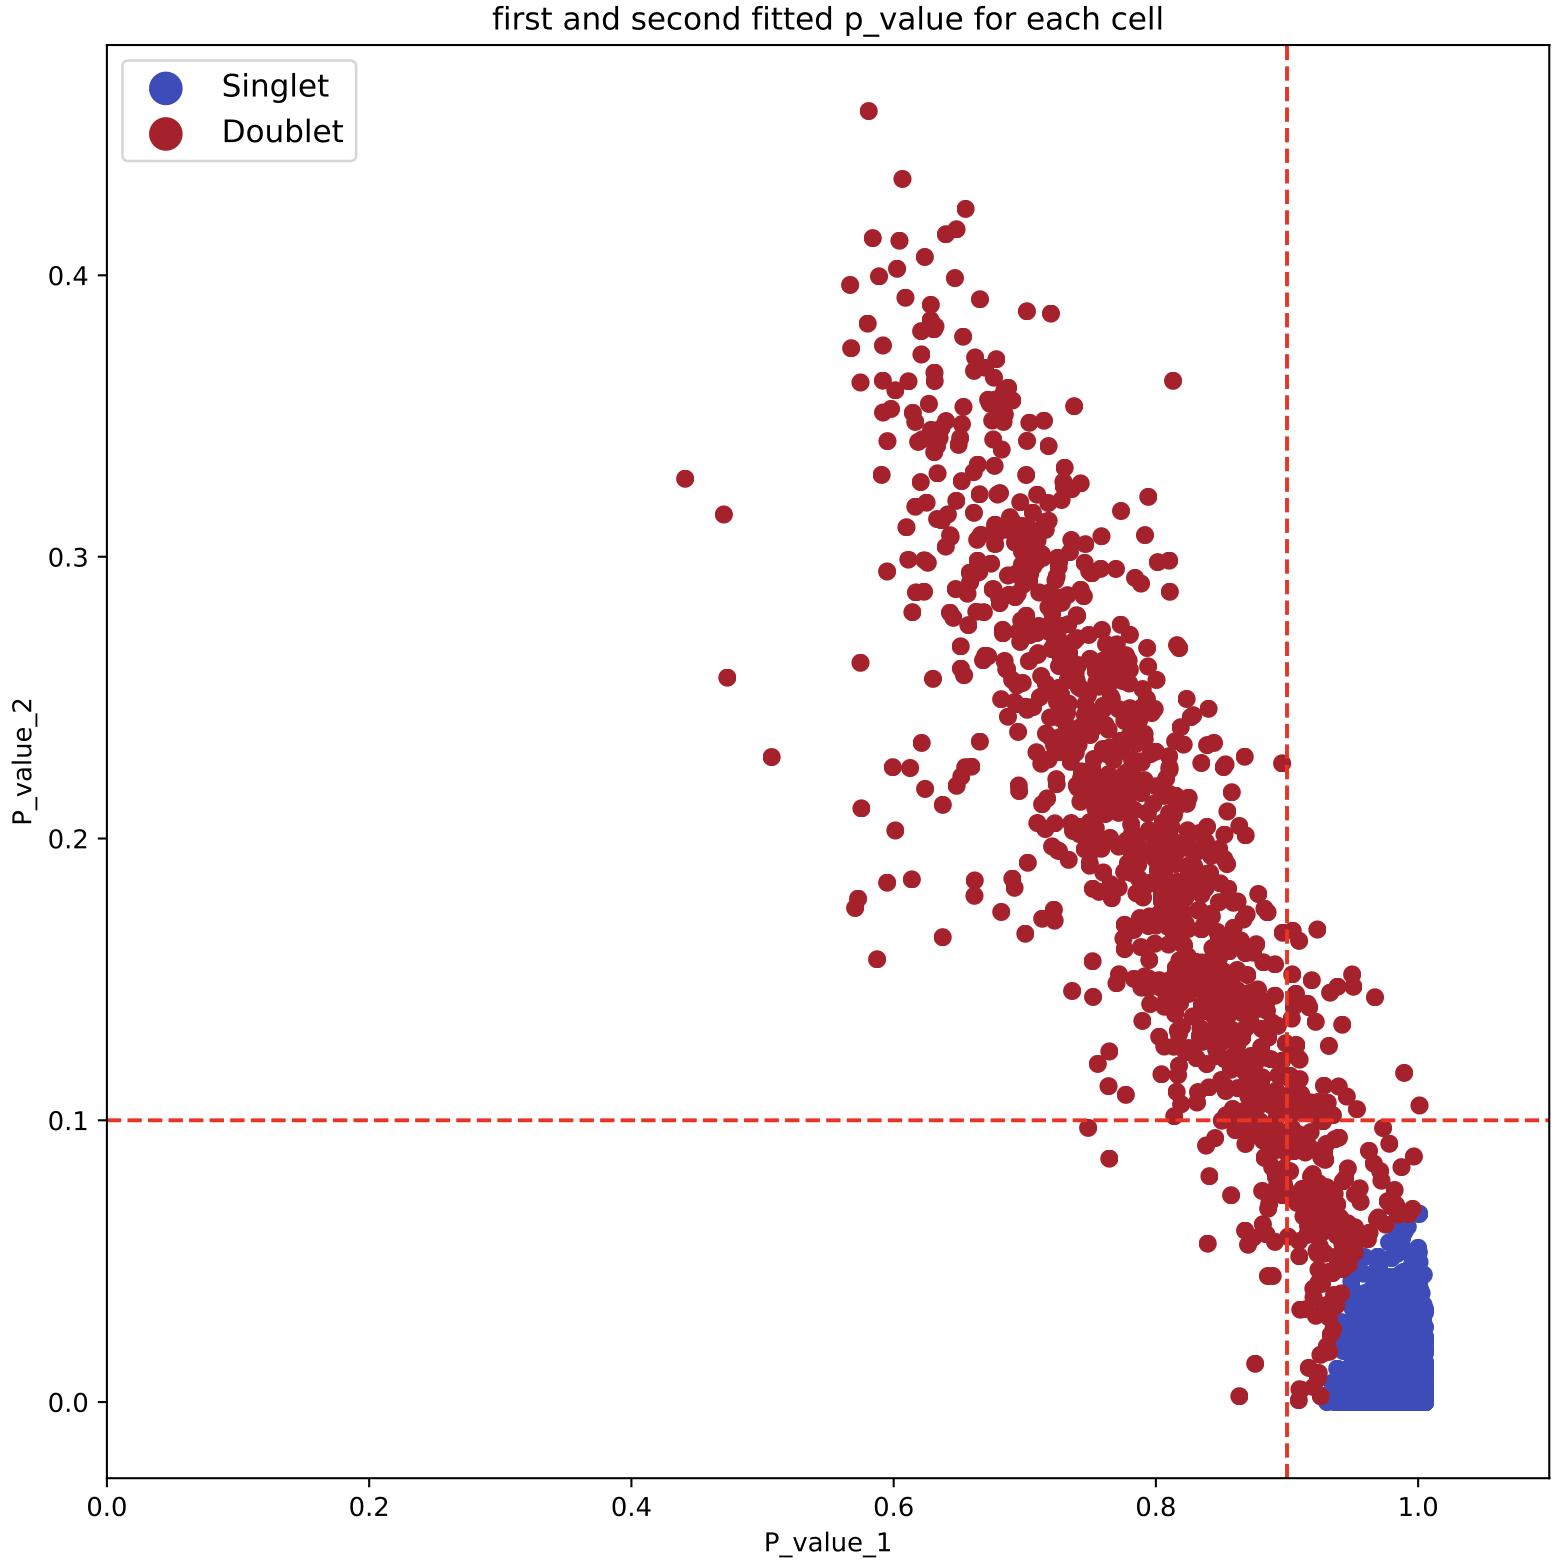 first and second fitted p_value for each cell
Singlet
Doublet
0.4
0.3
0.2
0.1
0.0
P_value_2
0.0 0.2 0.4 0.6 0.8 1.0
P_value_1